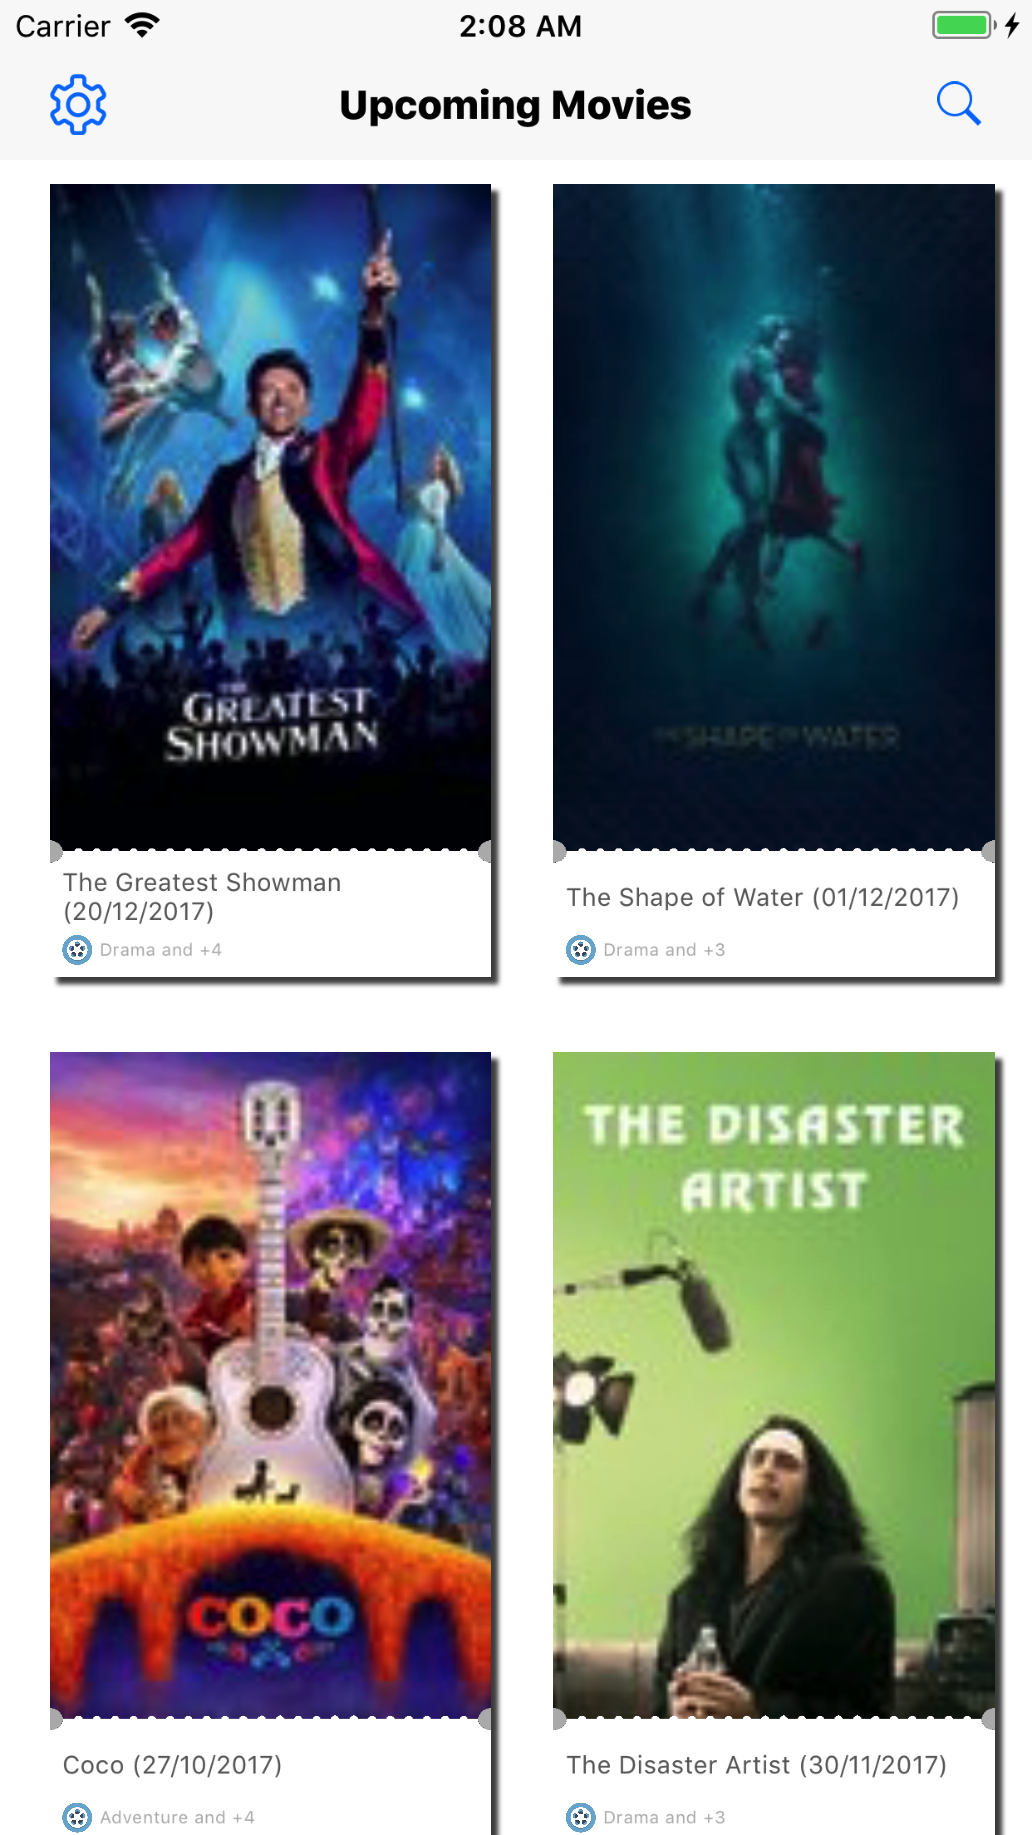 Carrier
2:08 AM
Upcoming Movies
THE
GREATEST
SHOWMAN
THE SHAPE OF WATER
The Greatest Showman
(20/12/2017)
Drama and +4
The Shape of Water (01/12/2017)
Drama and +3
THE DISASTER
ARTIST
COCO
Coco (27/10/2017)
Adventure and +4
The Disaster Artist (30/11/2017)
Drama and +3